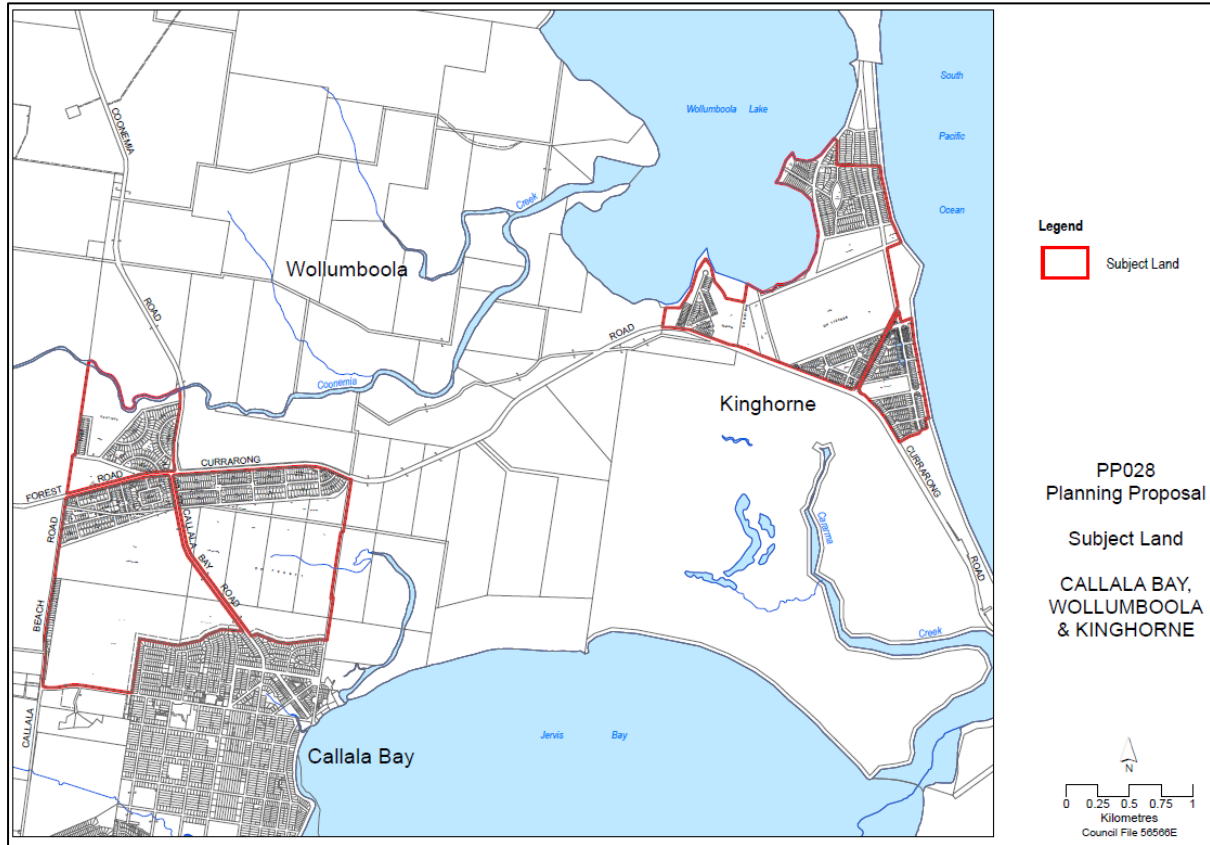 South
Pacific
Ocean
Wollumboola Lake
COONEMIA
ROAD
Creek
Wollumboola
Coonemia
ROAD
Kinghorne
CURRARONG
ROAD
Cararma
Creek
CURRARONG
FOREST
ROAD
CALLALA
BAY
ROAD
CALLALA
BEACH
ROAD
Callala Bay
Jervis Bay
Legend
Subject Land
PP028
Planning Proposal
Subject Land
CALLALA BAY,
WOLLUMBOOLA
& KINGHORNE
N
0 0.25 0.5 0.75 1
Kilometres
Council File 56566E